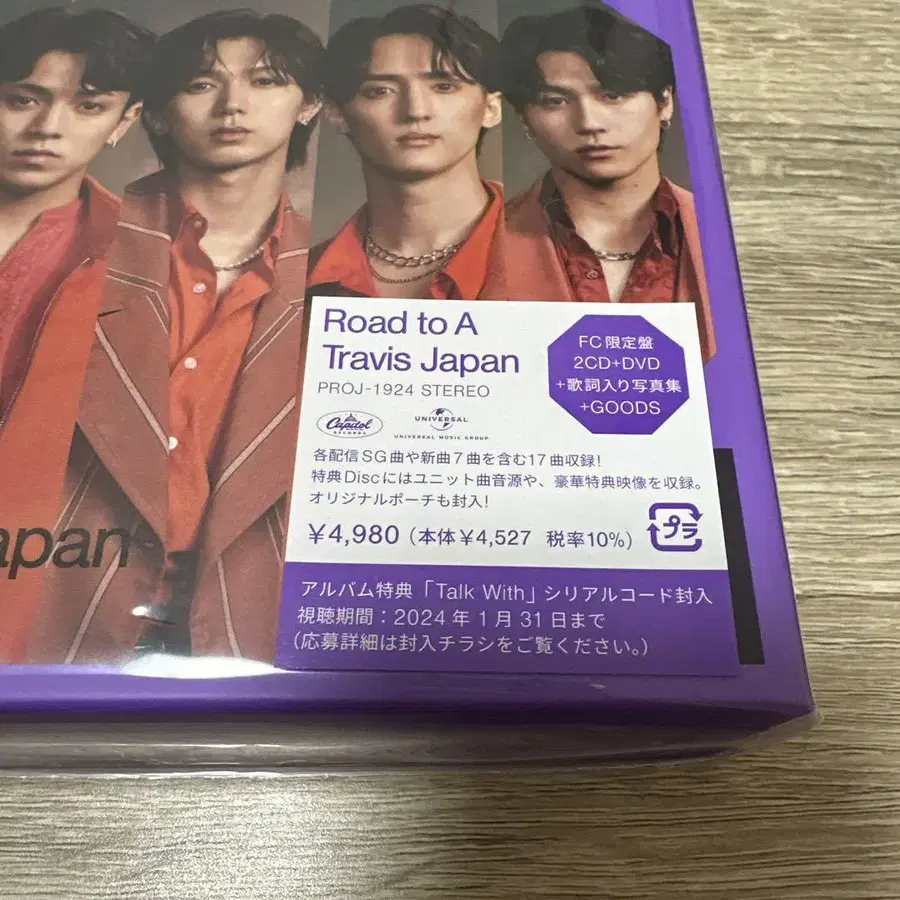 Road to A
Travis Japan
PROJ-1924 STEREO
FC限定盤
2CD+DVD
+歌詞入り写真集
+GOODS
Capitol
RECORDS
UNIVERSAL
UNIVERSAL MUSIC GROUP
各配信SG曲や新曲7曲を含む17曲収録!
特典Discにはユニット曲音源や、豪華特典映像を収録。
オリジナルポーチも封入!
¥4,980(本体¥4,527 税率10%)
プラ
apan
アルバム特典「Talk With」シリアルコード封入
視聴期間:2024年1月31日まで
(応募詳細は封入チラシをご覧ください。)